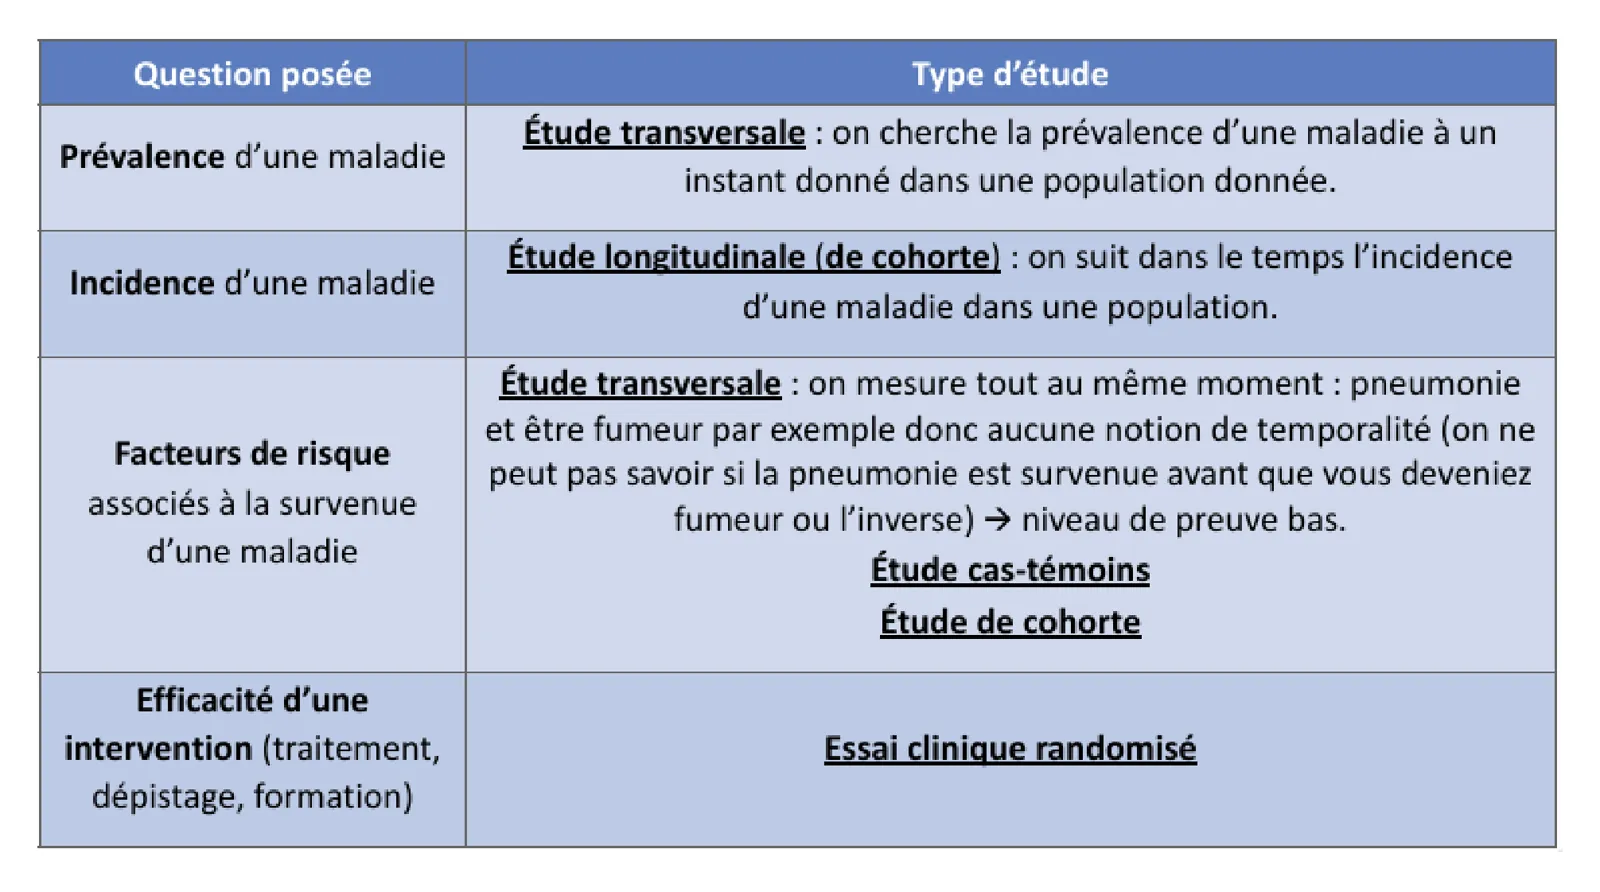 Question posée
Type d’étude
Prévalence d’une maladie
Étude transversale : on cherche la prévalence d’une maladie à un
instant donné dans une population donnée.
Incidence d’une maladie
Étude longitudinale (de cohorte) : on suit dans le temps l’incidence
d’une maladie dans une population.
Facteurs de risque
associés à la survenue
d’une maladie
Étude transversale : on mesure tout au même moment : pneumonie
et être fumeur par exemple donc aucune notion de temporalité (on ne
peut pas savoir si la pneumonie est survenue avant que vous deveniez
fumeur ou l’inverse) → niveau de preuve bas.
Étude cas-témoins
Étude de cohorte
Efficacité d’une
intervention (traitement,
dépistage, formation)
Essai clinique randomisé